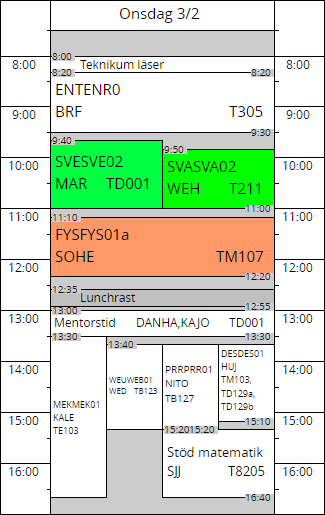 Onsdag 3/2
8:00
8:00
8:00
Teknikum läser
8:20
8:20
ENTENR0
BRF
T305
9:00
9:00
9:30
9:40
9:50
SVESVE02
MAR
TD001
SVASVA02
WEH
T211
10:00
10:00
11:00
11:00
11:00
11:10
FYSFYS01a
SOHE
TM107
12:00
12:00
12:20
12:35
Lunchrast
12:55
13:00
13:00
13:00
Mentorstid
DANHA,KAJO
TD001
13:30
13:30
13:40
MEKMEK01
KALE
TE103
WEUWEB01
WED
TB123
PRRPRR01
NITO
TB127
DESDES01
HUJ
TM103,
TD129a,
TD129b
14:00
14:00
15:00
15:00
15:10
15:20
15:20
Stöd matematik
SJJ
T8205
16:00
16:00
16:40